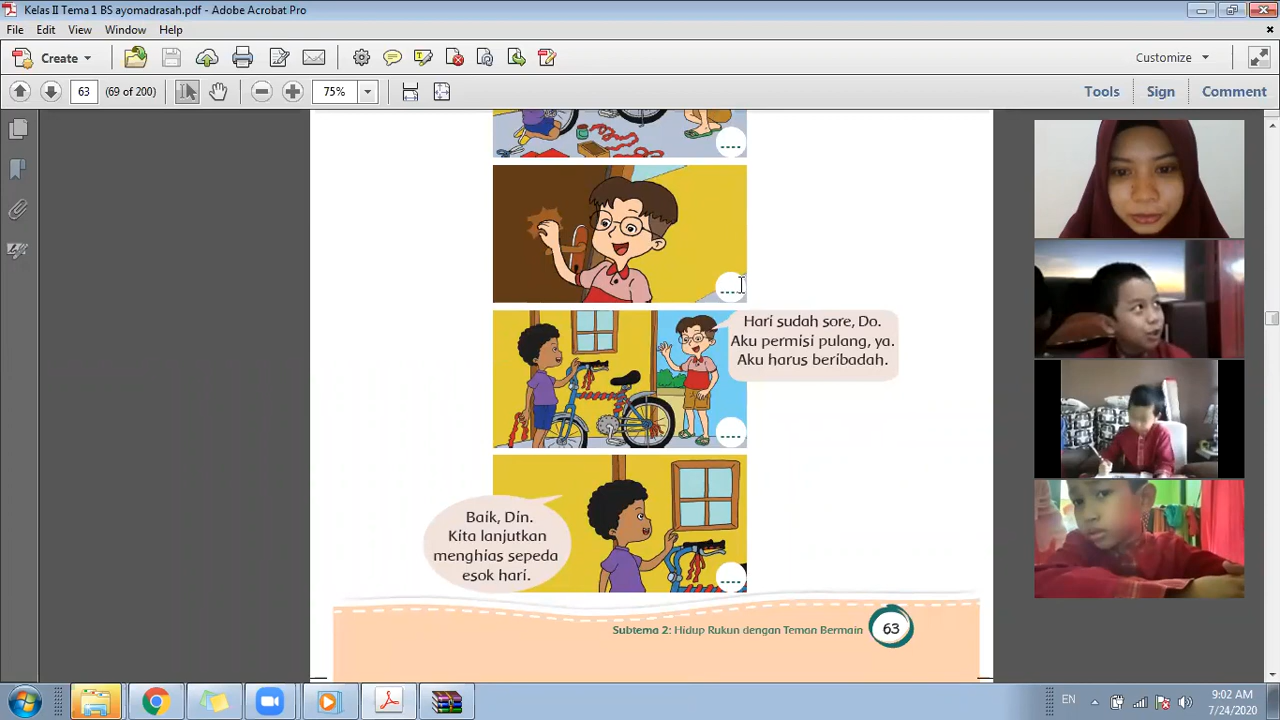 Kelas II Tema 1 BS ayomadrasah.pdf - Adobe Acrobat Pro
File Edit View Window Help
Create
Customize
63 (69 of 200)
75%
Tools Sign Comment
....
....
Hari sudah sore, Do.
Aku permisi pulang, ya.
Aku harus beribadah.
....
Baik, Din.
Kita lanjutkan
menghias sepeda
esok hari.
....
Subtema 2: Hidup Rukun dengan Teman Bermain 63
EN
9:02 AM
7/24/2020